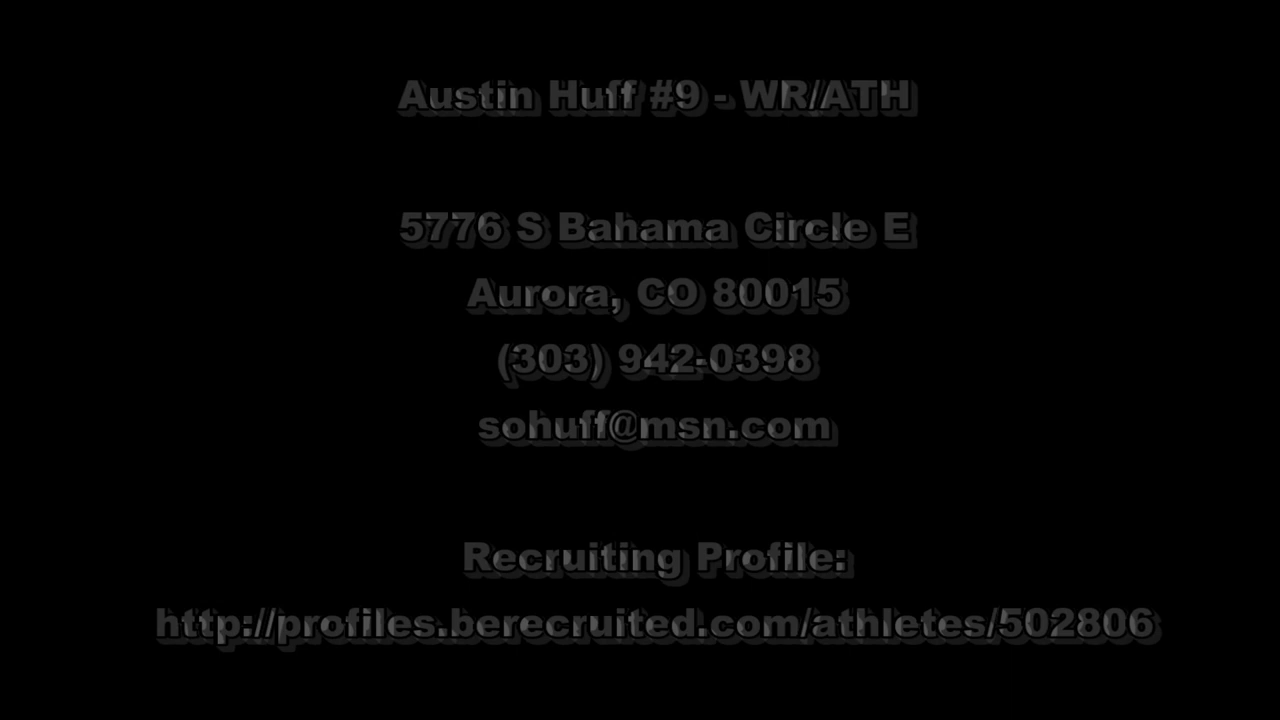 Austin Huff #9 - WR/ATH
5776 S Bahama Circle E
Aurora, CO 80015
(303) 942-0398
sohuff@msn.com
Recruiting Profile:
http://profiles.berecruited.com/athletes/502806